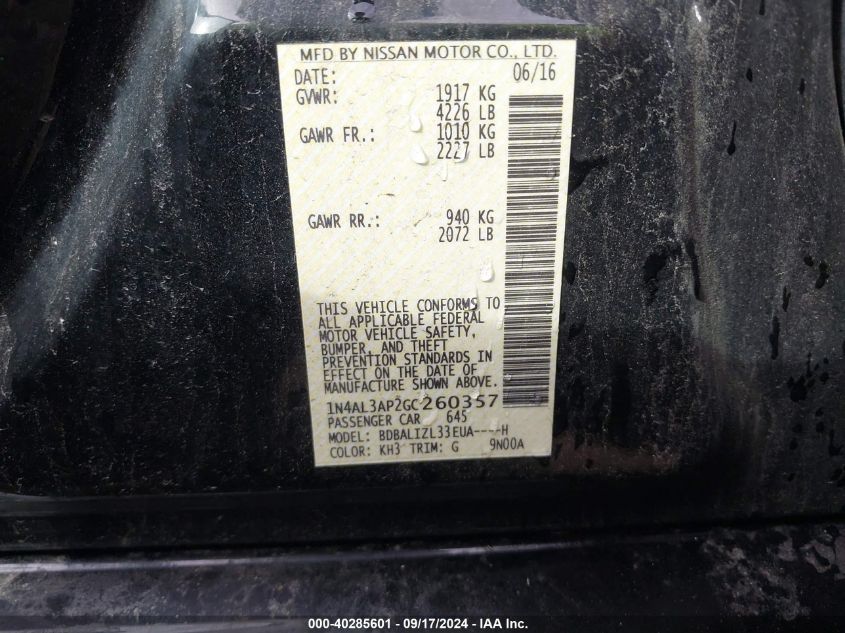 MFD BY NISSAN MOTOR CO., LTD.
DATE: 06/16
GVWR: 1917 KG
4226 LB
GAWR FR.: 1010 KG
2227 LB
GAWR RR.: 940 KG
2072 LB
THIS VEHICLE CONFORMS TO
ALL APPLICABLE FEDERAL
MOTOR VEHICLE SAFETY,
BUMPER, AND THEFT
PREVENTION STANDARDS IN
EFFECT ON THE DATE OF
MANUFACTURE SHOWN ABOVE.
1N4AL3AP2GC260357
PASSENGER CAR 645
MODEL: BDBALIZL33EUA----H
COLOR: KH3 TRIM: G 9N00A
000-40285601 - 09/17/2024 - IAA Inc.